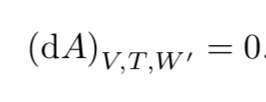 (dA)_{V,T,W′} = 0.